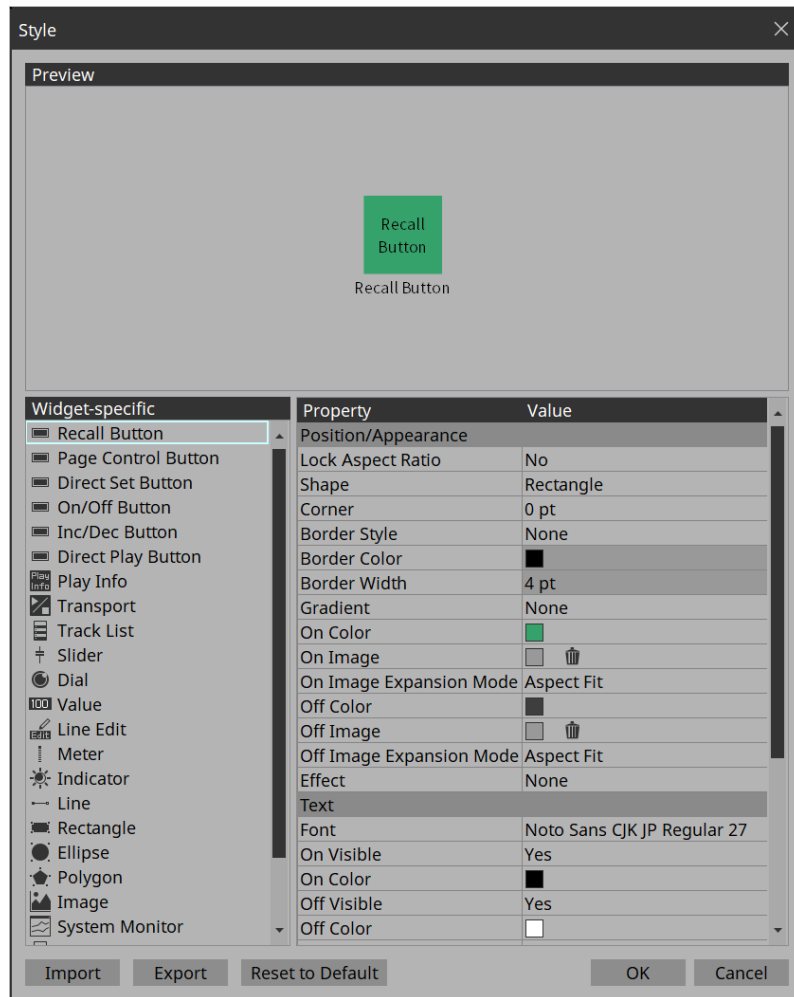 Style
Preview
Recall
Button
Recall Button
Widget-specific
Recall Button
Page Control Button
Direct Set Button
On/Off Button
Inc/Dec Button
Direct Play Button
Play Info
Play Info
Transport
Track List
Slider
Dial
100 Value
Edit Line Edit
Meter
Indicator
Line
Rectangle
Ellipse
Polygon
Image
System Monitor
Property Value
Position/Appearance
Lock Aspect Ratio No
Shape Rectangle
Corner 0 pt
Border Style None
Border Color
Border Width 4 pt
Gradient None
On Color
On Image
On Image Expansion Mode Aspect Fit
Off Color
Off Image
Off Image Expansion Mode Aspect Fit
Effect None
Text
Font Noto Sans CJK JP Regular 27
On Visible Yes
On Color
Off Visible Yes
Off Color
Import Export Reset to Default OK Cancel